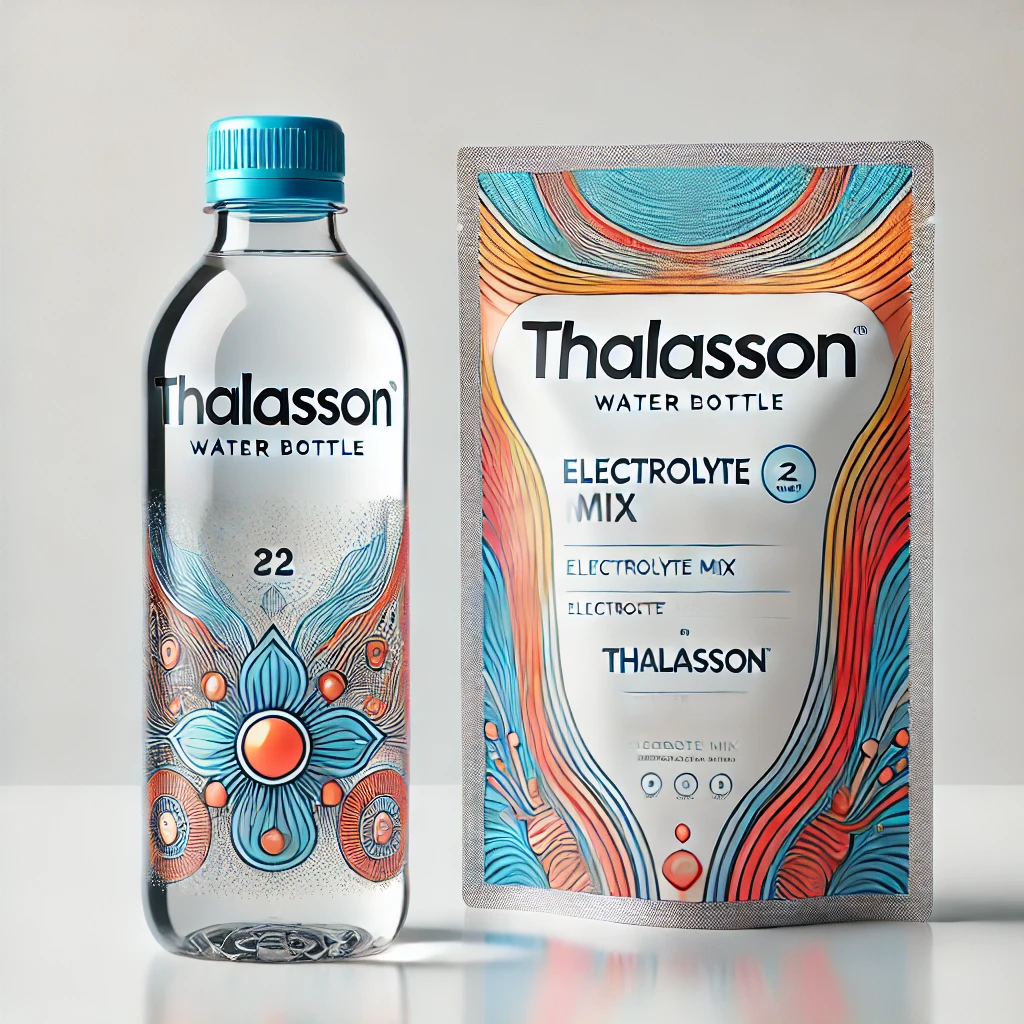 Thalasson
WATER BOTTLE
22
Thalasson
WATER BOTTLE
ELECTROLYTE 2
MIX
ELECTROLYTE MIX
THALASSON